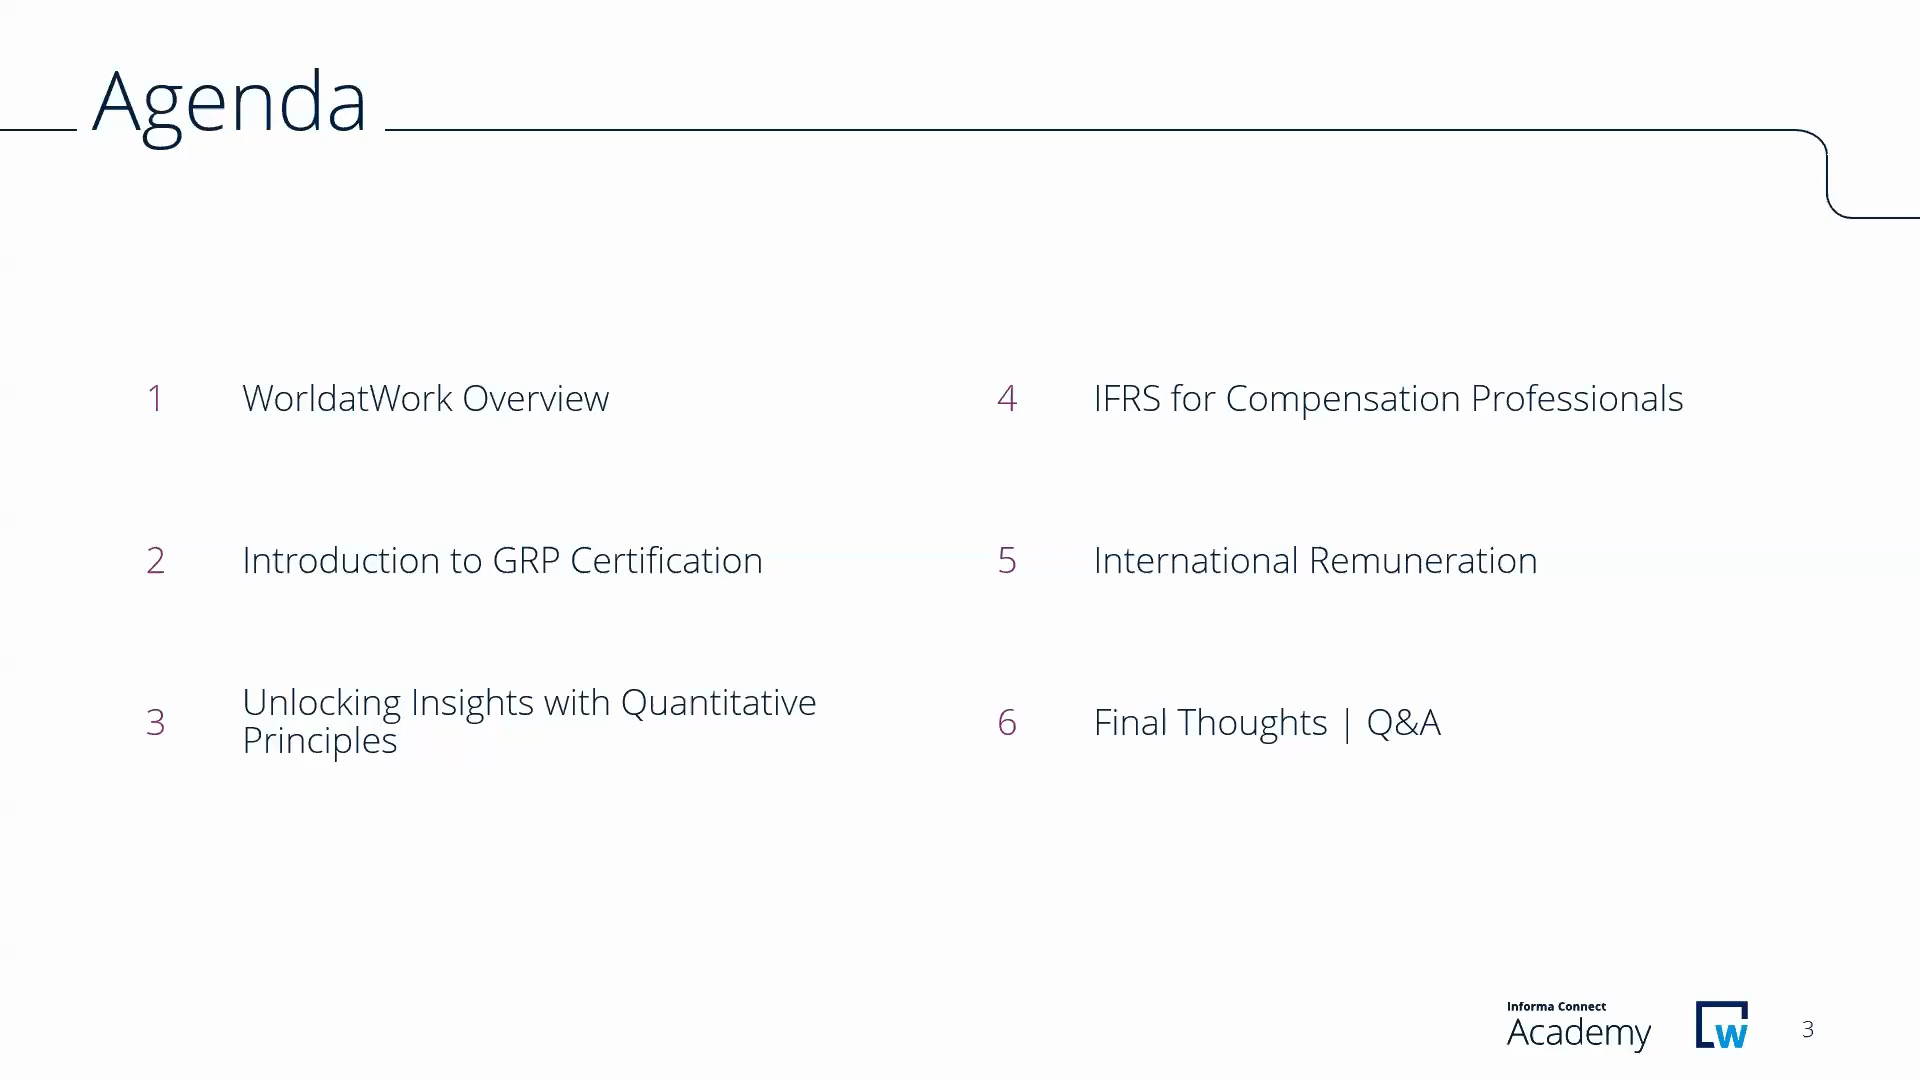 Agenda
1 WorldatWork Overview
2 Introduction to GRP Certification
3 Unlocking Insights with Quantitative
Principles
4 IFRS for Compensation Professionals
5 International Remuneration
6 Final Thoughts | Q&A
Informa Connect
Academy
W
3